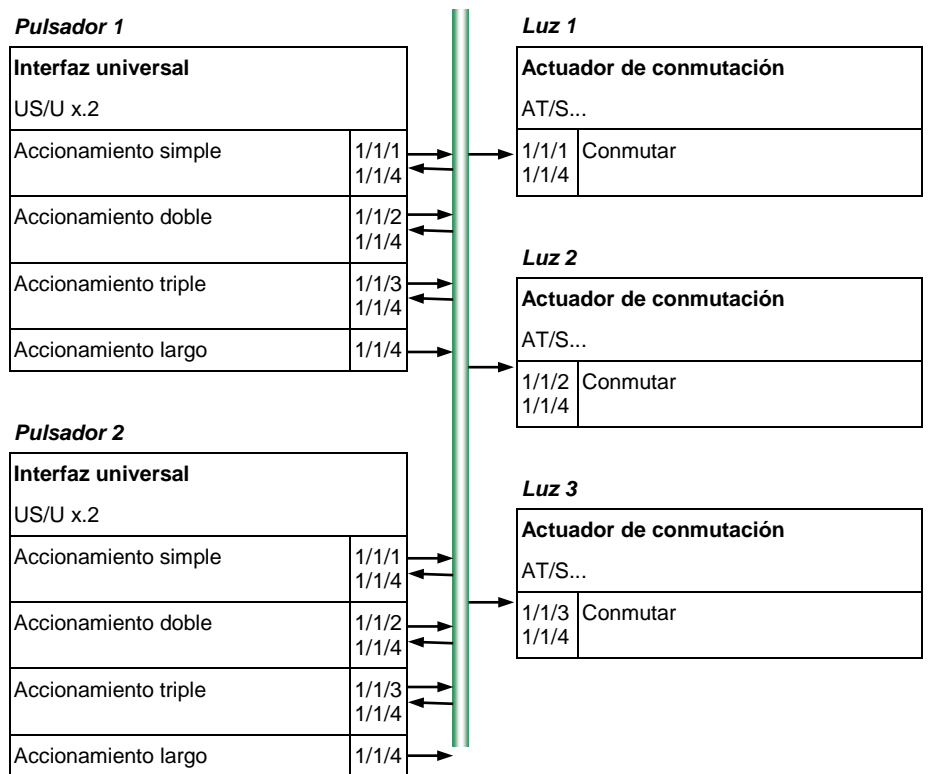 Pulsador 1
Interfaz universal
US/U x.2
Accionamiento simple 1/1/1
1/1/4
Accionamiento doble 1/1/2
1/1/4
Accionamiento triple 1/1/3
1/1/4
Accionamiento largo 1/1/4
Pulsador 2
Interfaz universal
US/U x.2
Accionamiento simple 1/1/1
1/1/4
Accionamiento doble 1/1/2
1/1/4
Accionamiento triple 1/1/3
1/1/4
Accionamiento largo 1/1/4
Luz 1
Actuador de conmutación
AT/S...
1/1/1 Conmutar
1/1/4
Luz 2
Actuador de conmutación
AT/S...
1/1/2 Conmutar
1/1/4
Luz 3
Actuador de conmutación
AT/S...
1/1/3 Conmutar
1/1/4